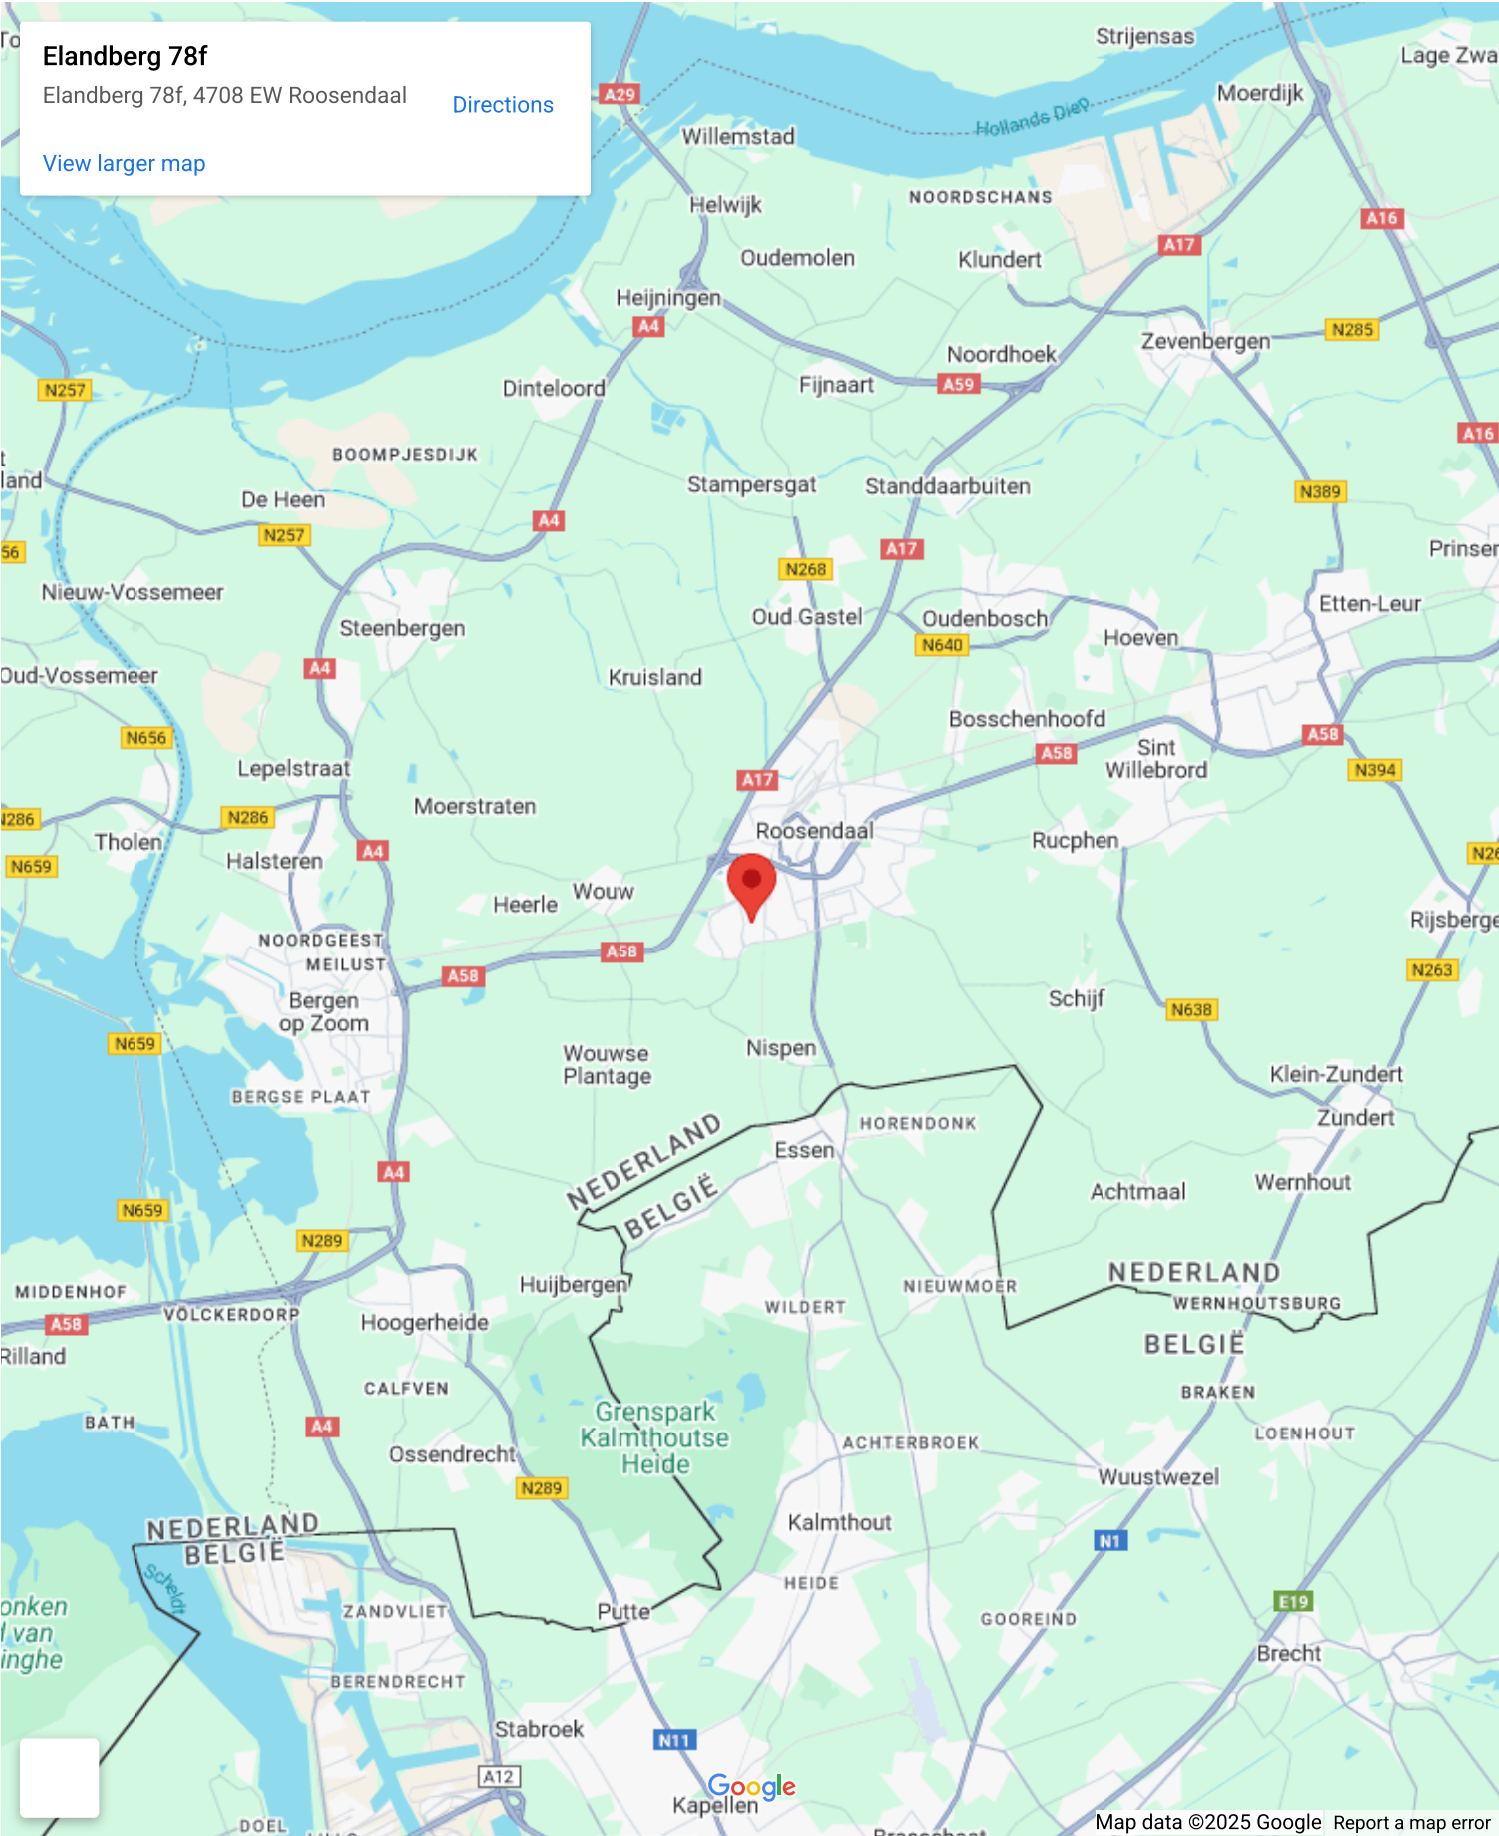 Elandberg 78f
Elandberg 78f, 4708 EW Roosendaal
Directions
View larger map
Strijensas
Lage Zwa
Moerdijk
A29
Hollands Diep
Willemstad
NOORDSCHANS
Helwijk
A16
A17
Oudemolen
Klundert
Heijningen
A4
N285
Zevenbergen
Noordhoek
Dinteloord
Fijnaart
A59
N257
A16
BOOMPJESDIJK
land
Stampersgat
Standdaarbuiten
N389
De Heen
A4
N257
A17
Prinser
56
N268
Nieuw-Vossemeer
Etten-Leur
Oud Gastel
Oudenbosch
Steenbergen
Hoeven
N640
A4
Oud-Vossemeer
Kruisland
Bosschenhoofd
N656
A58
A58
Sint
Willebrord
Lepelstraat
N394
A17
Moerstraten
N286
N286
Roosendaal
Tholen
Rucphen
A4
N26
Halsteren
N659
Wouw
Heerle
Rijsberge
NOORDGEEST
A58
MEILUST
N263
A58
Bergen
op Zoom
Schijf
N638
N659
Nispen
Wouwse
Plantage
Klein-Zundert
BERGSE PLAAT
Zundert
HORENDONK
NEDERLAND
Essen
A4
Wernhout
Achtmaal
BELGIË
N659
N289
NEDERLAND
Huijbergen
NIEUWMOER
MIDDENHOF
WERNHOUTSBURG
WILDERT
VÖLCKERDORP
Hoogerheide
A58
BELGIË
Rilland
CALFVEN
BRAKEN
Grenspark
Kalmthoutse
Heide
BATH
A4
LOENHOUT
ACHTERBROEK
Ossendrecht
Wuustwezel
N289
NEDERLAND
Kalmthout
N1
BELGIË
Scheldt
HEIDE
E19
onken
l van
inghe
ZANDVLIET
Putte
GOOREIND
Brecht
BERENDRECHT
Stabroek
N11
A12
Google
Kapellen
Map data ©2025 Google
Report a map error
DOEL